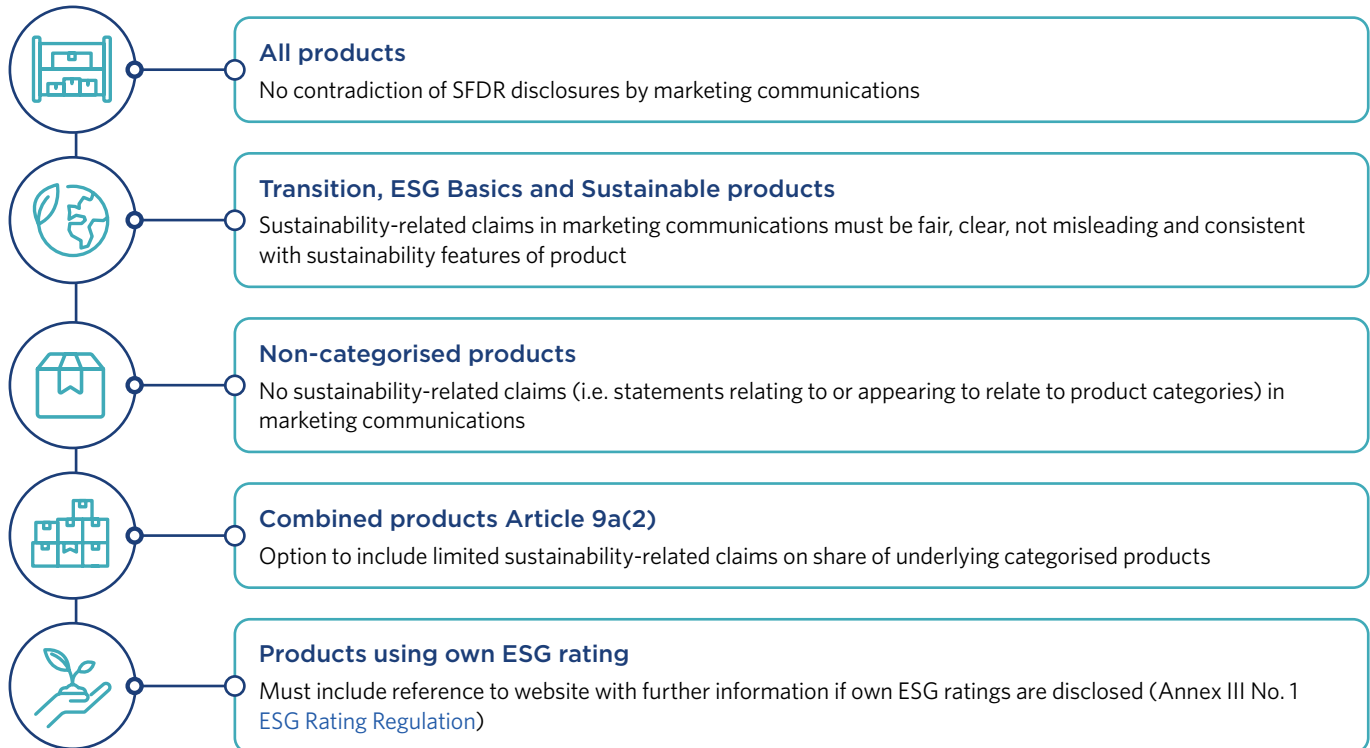 All products
No contradiction of SFDR disclosures by marketing communications
Transition, ESG Basics and Sustainable products
Sustainability-related claims in marketing communications must be fair, clear, not misleading and consistent
with sustainability features of product
Non-categorised products
No sustainability-related claims (i.e. statements relating to or appearing to relate to product categories) in
marketing communications
Combined products Article 9a(2)
Option to include limited sustainability-related claims on share of underlying categorised products
Products using own ESG rating
Must include reference to website with further information if own ESG ratings are disclosed (Annex III No. 1
ESG Rating Regulation)